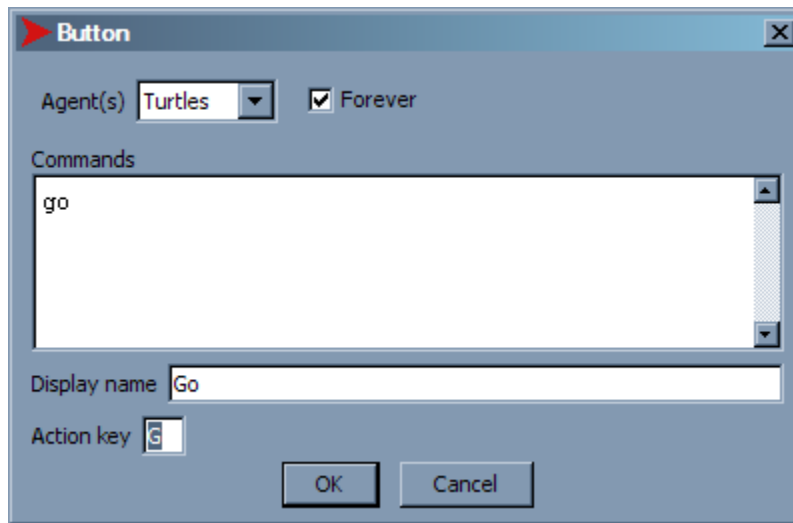 Button
Agent(s) Turtles Forever
Commands
go
Display name Go
Action key G
OK Cancel